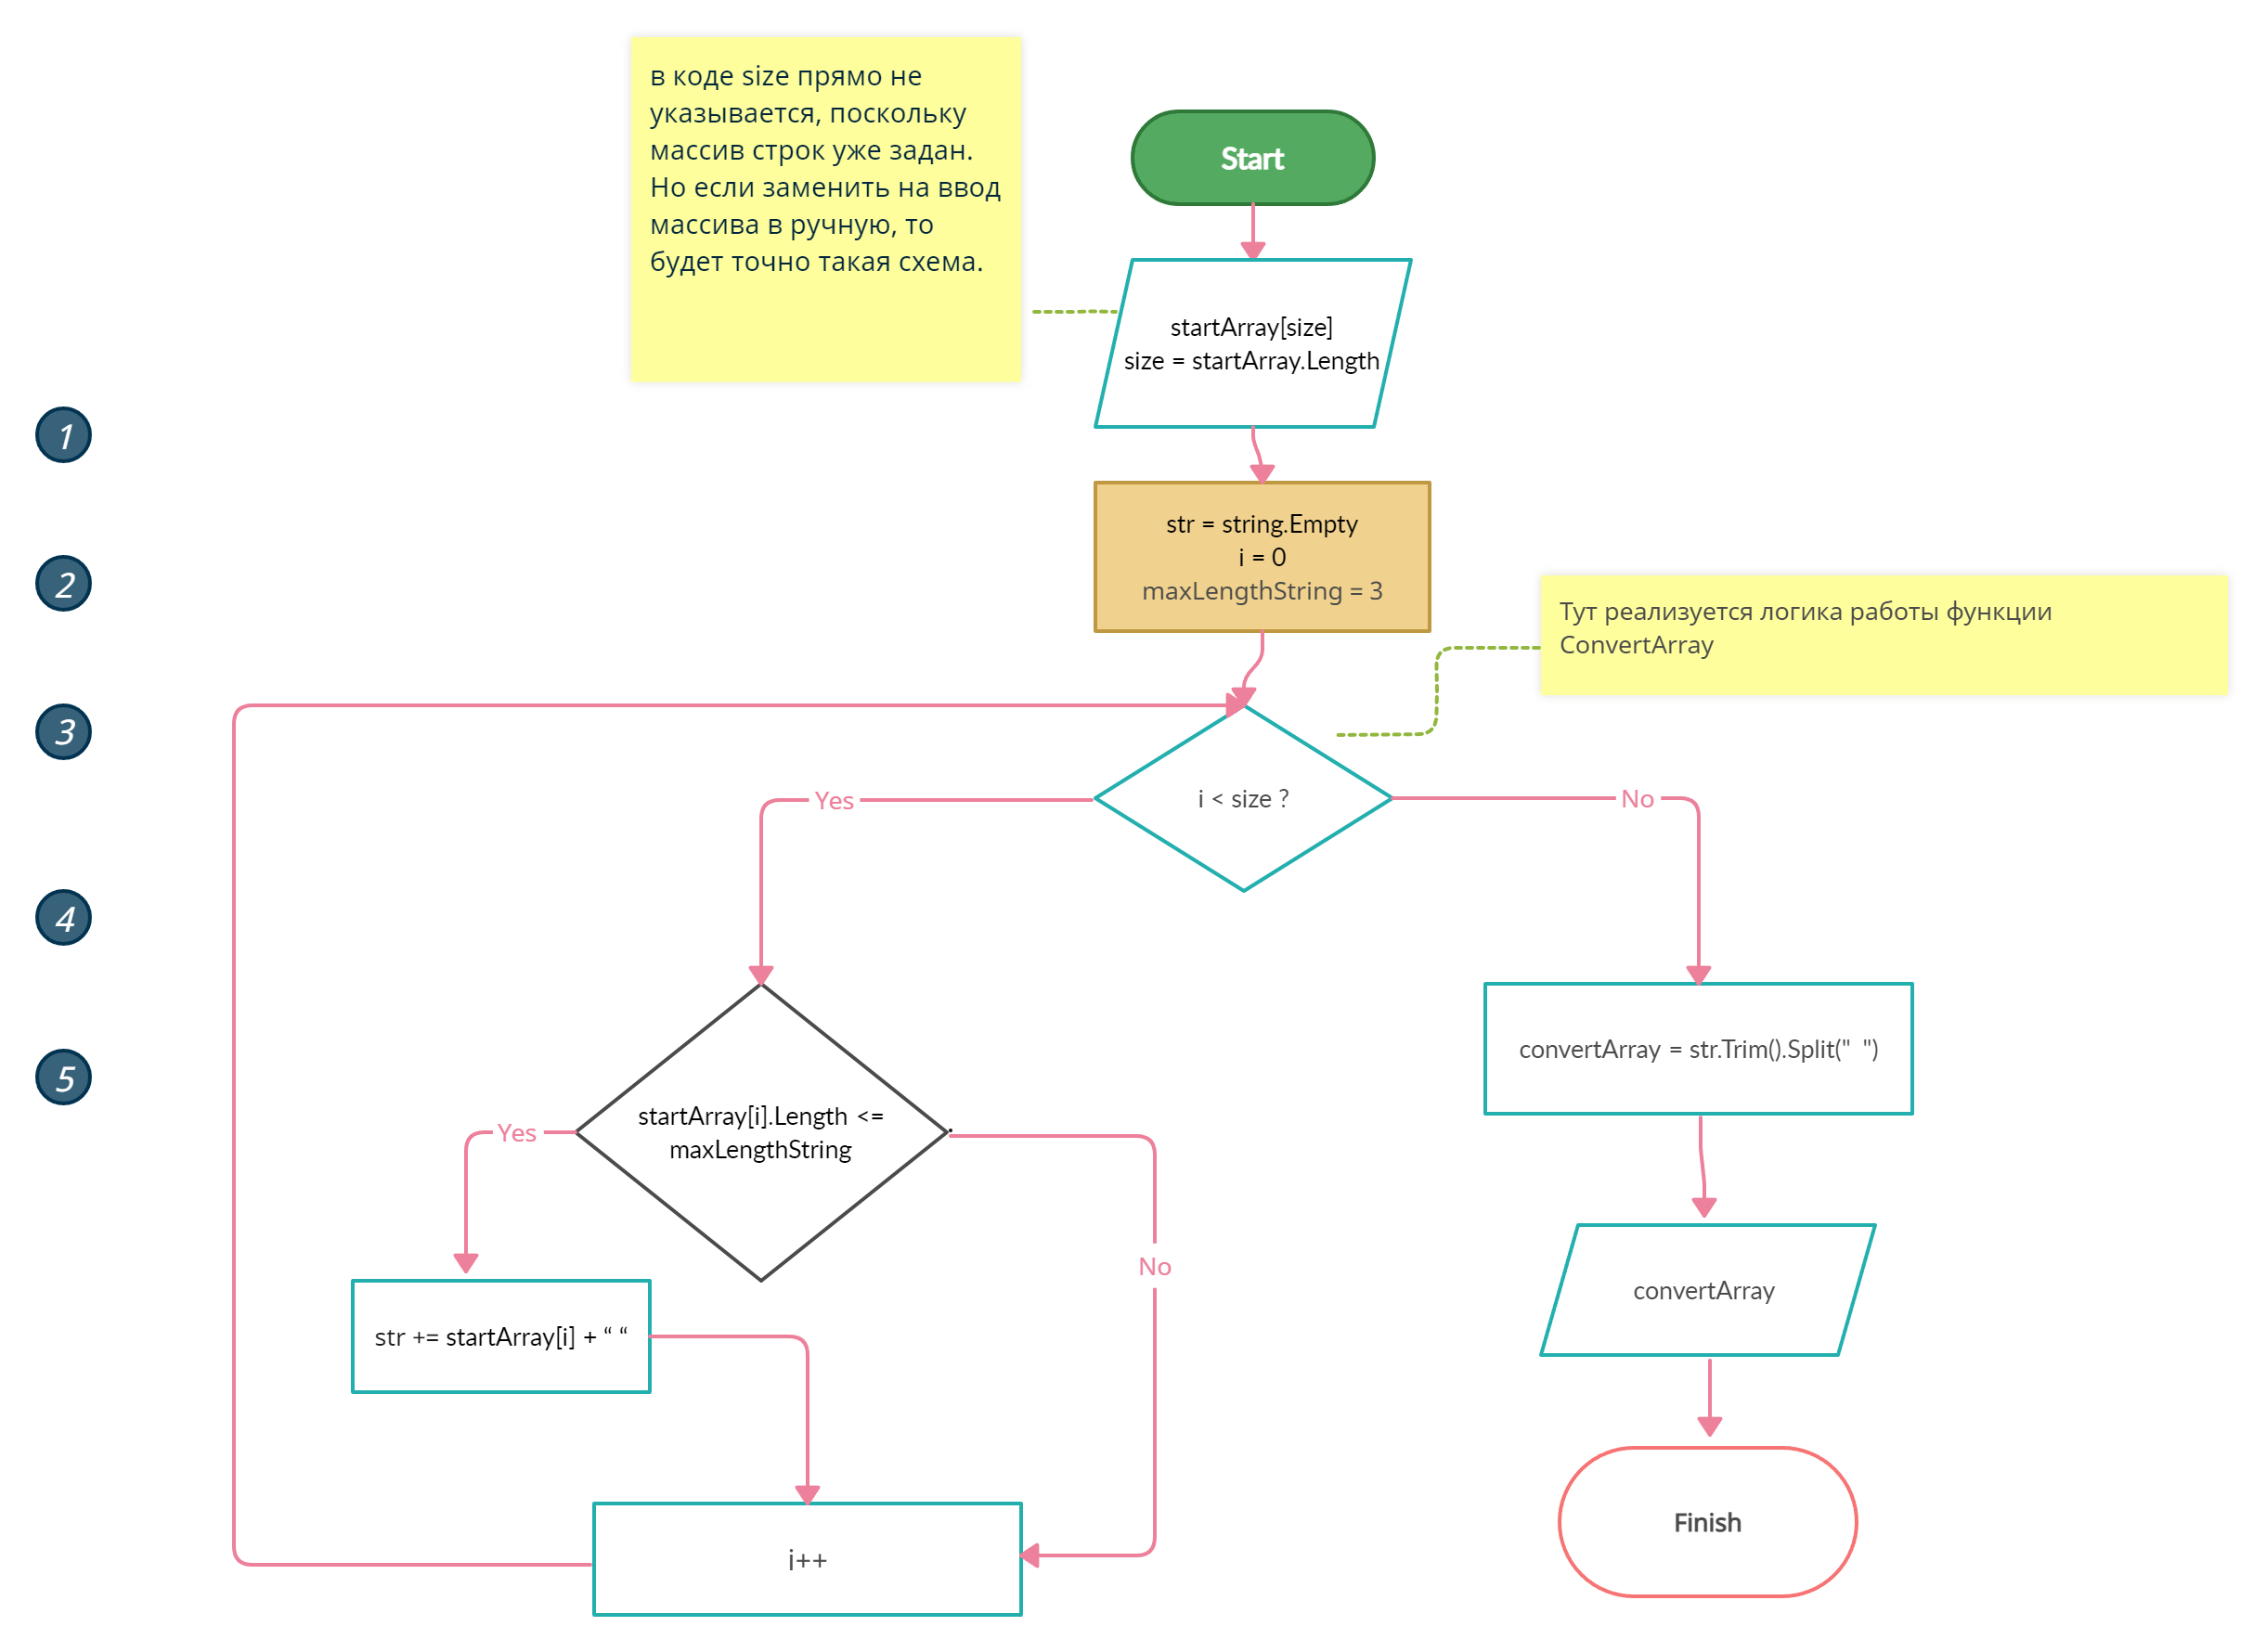 в коде size прямо не
указывается, поскольку
массив строк уже задан.
Но если заменить на ввод
массива в ручную, то
будет точно такая схема.
Start
startArray[size]
size = startArray.Length
1
str = string.Empty
i = 0
maxLengthString = 3
2
Тут реализуется логика работы функции
ConvertArray
3
i < size ?
Yes
No
4
convertArray = str.Trim().Split("  ")
5
startArray[i].Length <=
maxLengthString
Yes
No
convertArray
str += startArray[i] + “ “
Finish
i++